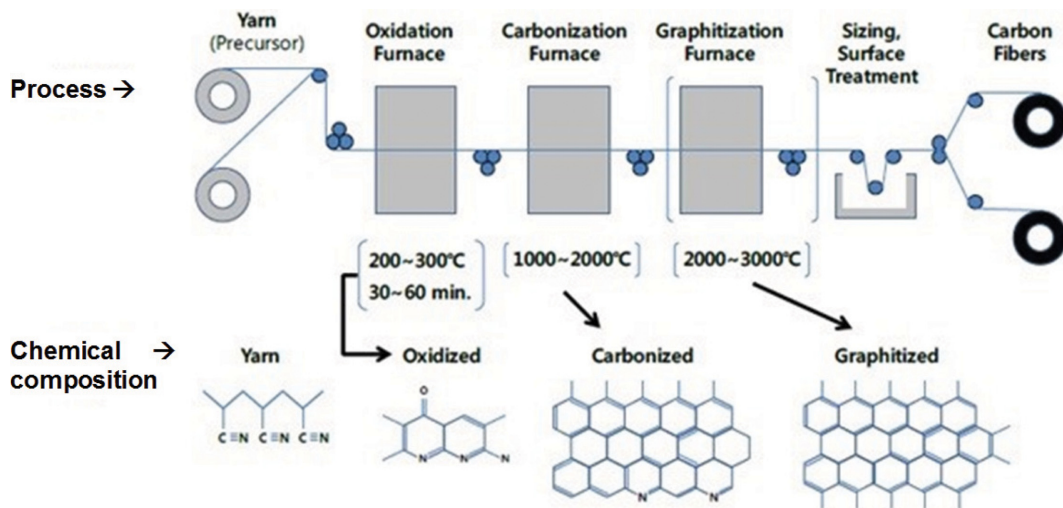 Yarn
(Precursor)
Oxidation
Furnace
Carbonization
Furnace
Graphitization
Furnace
Sizing,
Surface
Treatment
Carbon
Fibers
Process →
200~300℃
30~60 min.
1000~2000℃
2000~3000℃
Chemical →
composition
Yarn
Oxidized
Carbonized
Graphitized
C≡N C≡N C≡N
O
N N N
N N